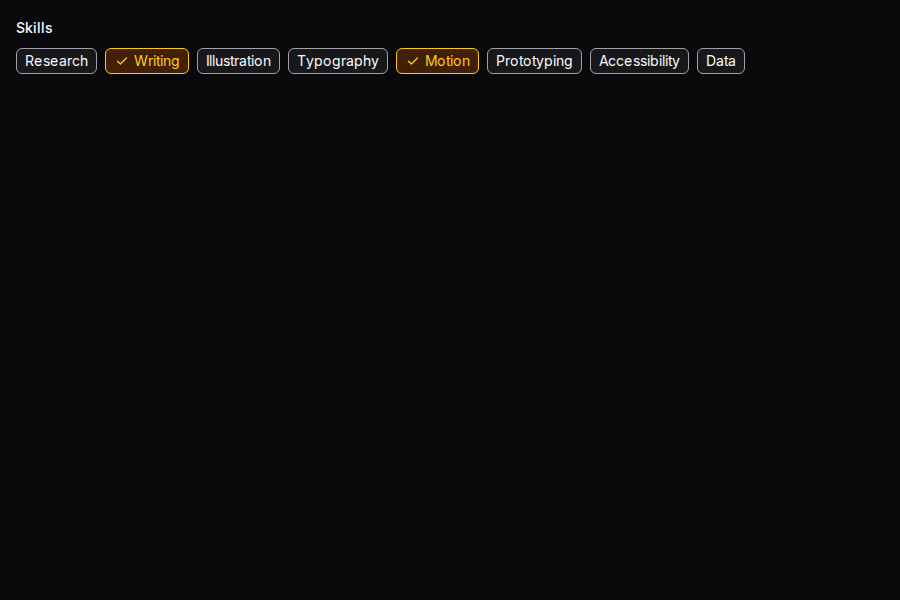 Skills
Research Writing Illustration Typography Motion Prototyping Accessibility Data